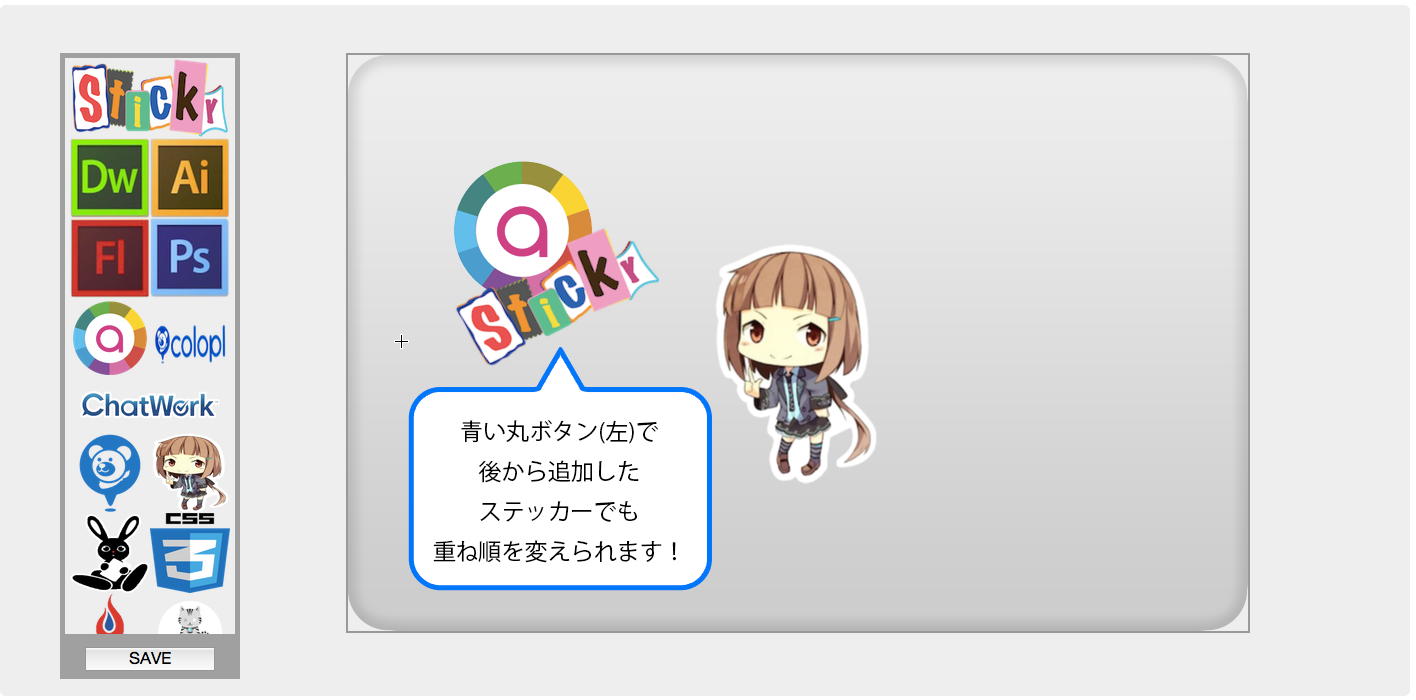 Sticky
Dw Ai
Fl Ps
a colopl
ChatWork
CSS
3
SAVE
a
Sticky
青い丸ボタン(左)で
後から追加した
ステッカーでも
重ね順を変えられます！